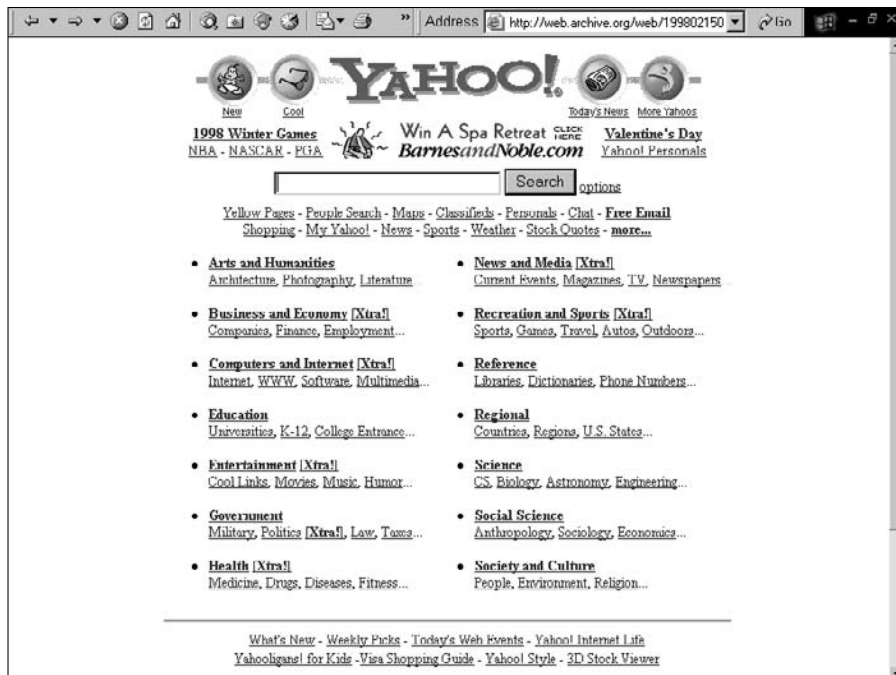 » Address http://web.archive.org/web/199802150 Go
YAHOO!
New Cool Today's News More Yahoos
1998 Winter Games Win A Spa Retreat CLICK HERE Valentine's Day
NBA - NASCAR - PGA BarnesandNoble.com Yahoo! Personals
Search options
Yellow Pages - People Search - Maps - Classifieds - Personals - Chat - Free Email
Shopping - My Yahoo! - News - Sports - Weather - Stock Quotes - more...
• Arts and Humanities
Architecture, Photography, Literature
• Business and Economy [Xtra!]
Companies, Finance, Employment...
• Computers and Internet [Xtra!]
Internet, WWW, Software, Multimedia...
• Education
Universities, K-12, College Entrance...
• Entertainment [Xtra!]
Cool Links, Movies, Music, Humor...
• Government
Military, Politics [Xtra!], Law, Taxes...
• Health [Xtra!]
Medicine, Drugs, Diseases, Fitness...
• News and Media [Xtra!]
Current Events, Magazines, TV, Newspapers
• Recreation and Sports [Xtra!]
Sports, Games, Travel, Autos, Outdoors...
• Reference
Libraries, Dictionaries, Phone Numbers...
• Regional
Countries, Regions, U.S. States...
• Science
CS, Biology, Astronomy, Engineering...
• Social Science
Anthropology, Sociology, Economics...
• Society and Culture
People, Environment, Religion...
What's New - Weekly Picks - Today's Web Events - Yahoo! Internet Life
Yahooligans! for Kids -Visa Shopping Guide - Yahoo! Style - 3D Stock Viewer